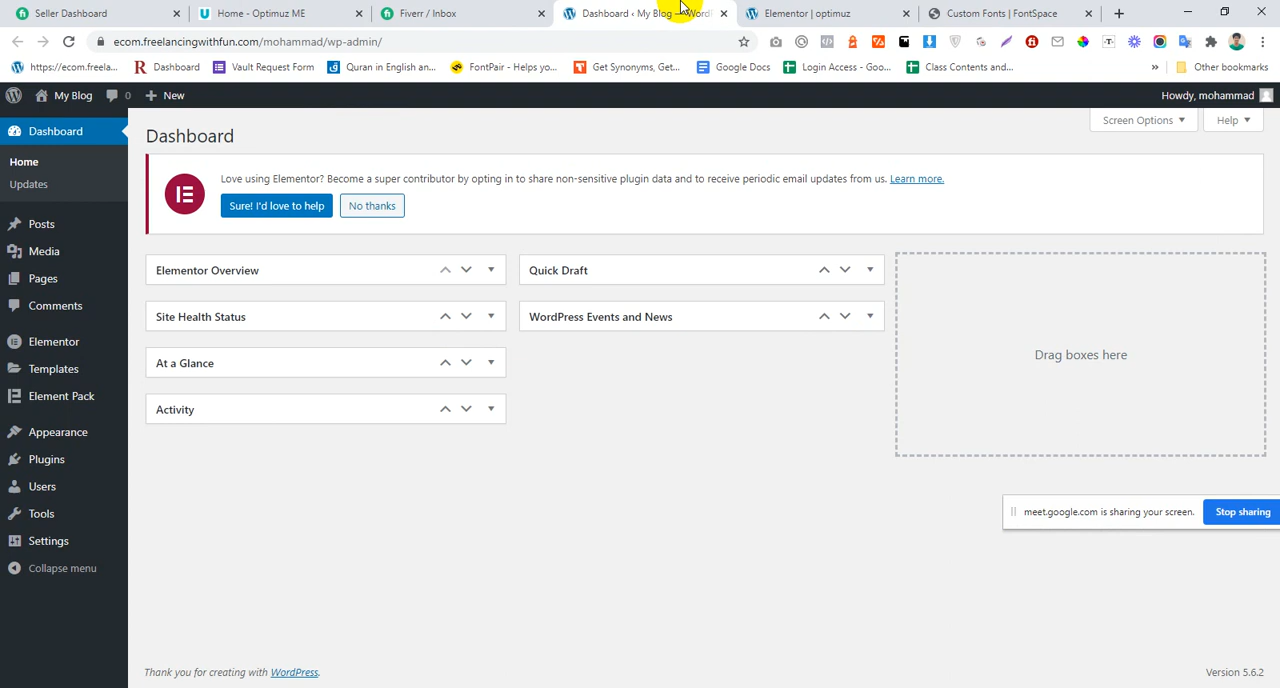 Seller Dashboard
Home - Optimuz ME
Fiverr / Inbox
Dashboard ‹ My Blog — Word
Elementor | optimuz
Custom Fonts | FontSpace
ecom.freelancingwithfun.com/mohammad/wp-admin/
https://ecom.freela...
Dashboard
Vault Request Form
Quran in English an...
FontPair - Helps yo...
Get Synonyms, Get...
Google Docs
Login Access - Goo...
Class Contents and...
»
Other bookmarks
My Blog
0
New
Howdy, mohammad
Dashboard
Home
Updates
Posts
Media
Pages
Comments
Elementor
Templates
Element Pack
Appearance
Plugins
Users
Tools
Settings
Collapse menu
Dashboard
Screen Options
Help
Love using Elementor? Become a super contributor by opting in to share non-sensitive plugin data and to receive periodic email updates from us. Learn more.
Sure! I'd love to help
No thanks
Elementor Overview
Site Health Status
At a Glance
Activity
Quick Draft
WordPress Events and News
Drag boxes here
meet.google.com is sharing your screen.
Stop sharing
Thank you for creating with WordPress.
Version 5.6.2